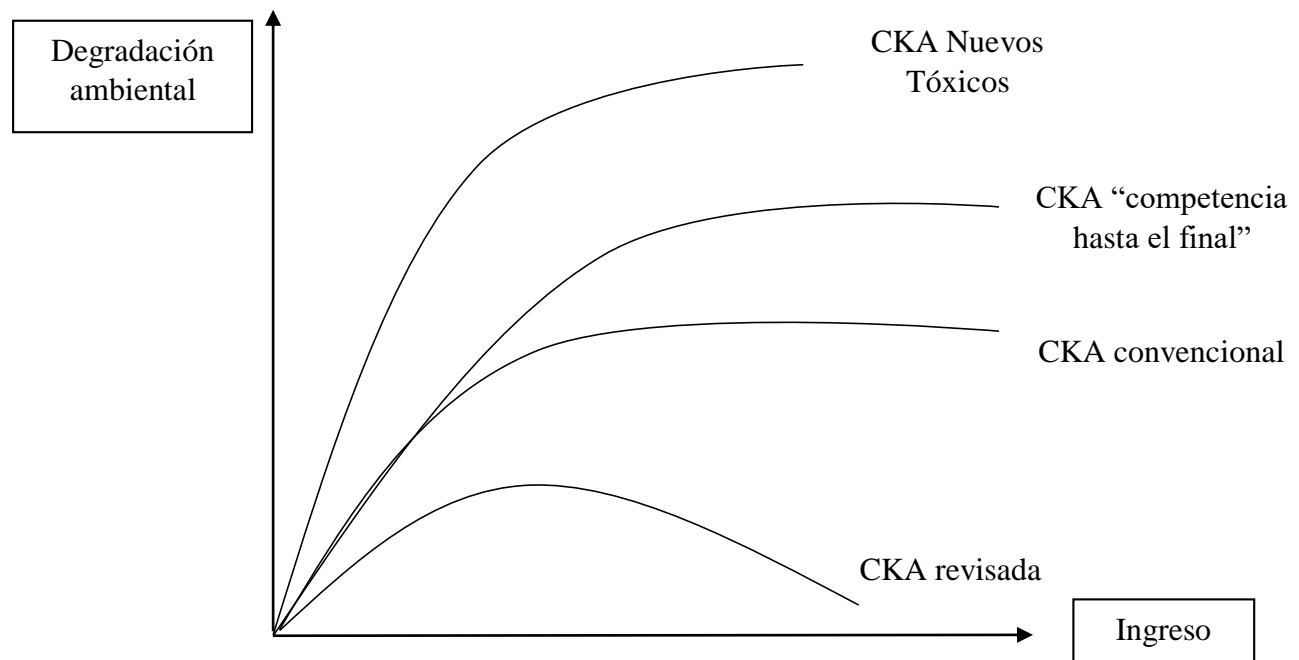 Degradación
ambiental
CKA Nuevos
Tóxicos
CKA “competencia
hasta el final”
CKA convencional
CKA revisada
Ingreso